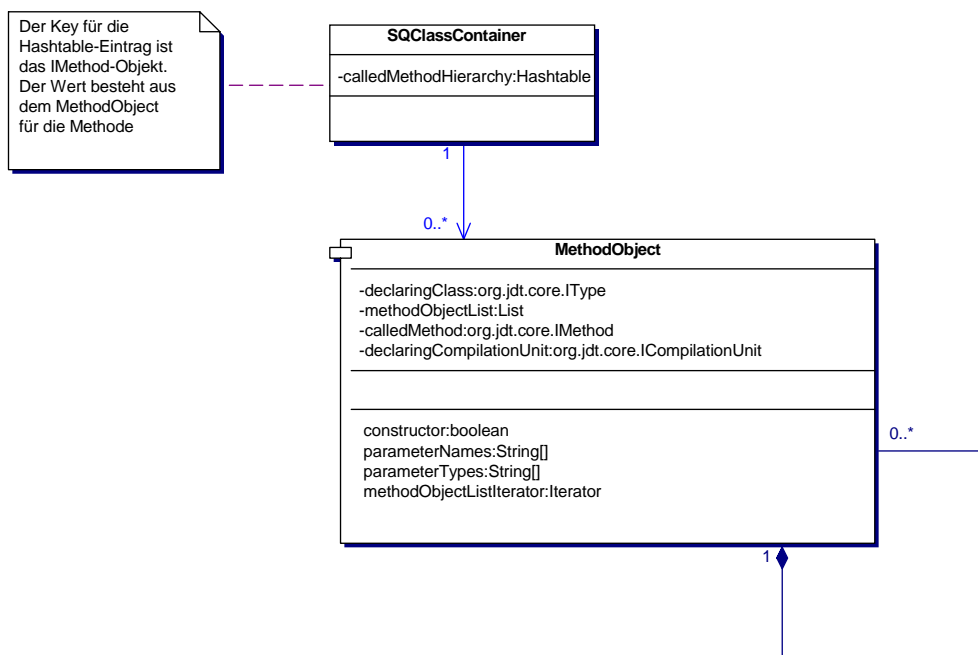 Der Key für die
Hashtable-Eintrag ist
das IMethod-Objekt.
Der Wert besteht aus
dem MethodObject
für die Methode
SQClassContainer
-calledMethodHierarchy:Hashtable
1
0..*
MethodObject
-declaringClass:org.jdt.core.IType
-methodObjectList:List
-calledMethod:org.jdt.core.IMethod
-declaringCompilationUnit:org.jdt.core.ICompilationUnit
constructor:boolean
parameterNames:String[]
parameterTypes:String[]
methodObjectListIterator:Iterator
0..*
1